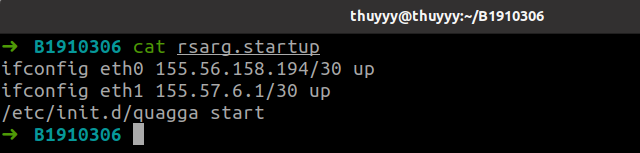 thuyyy@thuyyy:~/B1910306
➜ B1910306 cat rsarg.startup
ifconfig eth0 155.56.158.194/30 up
ifconfig eth1 155.57.6.1/30 up
/etc/init.d/quagga start
➜ B1910306